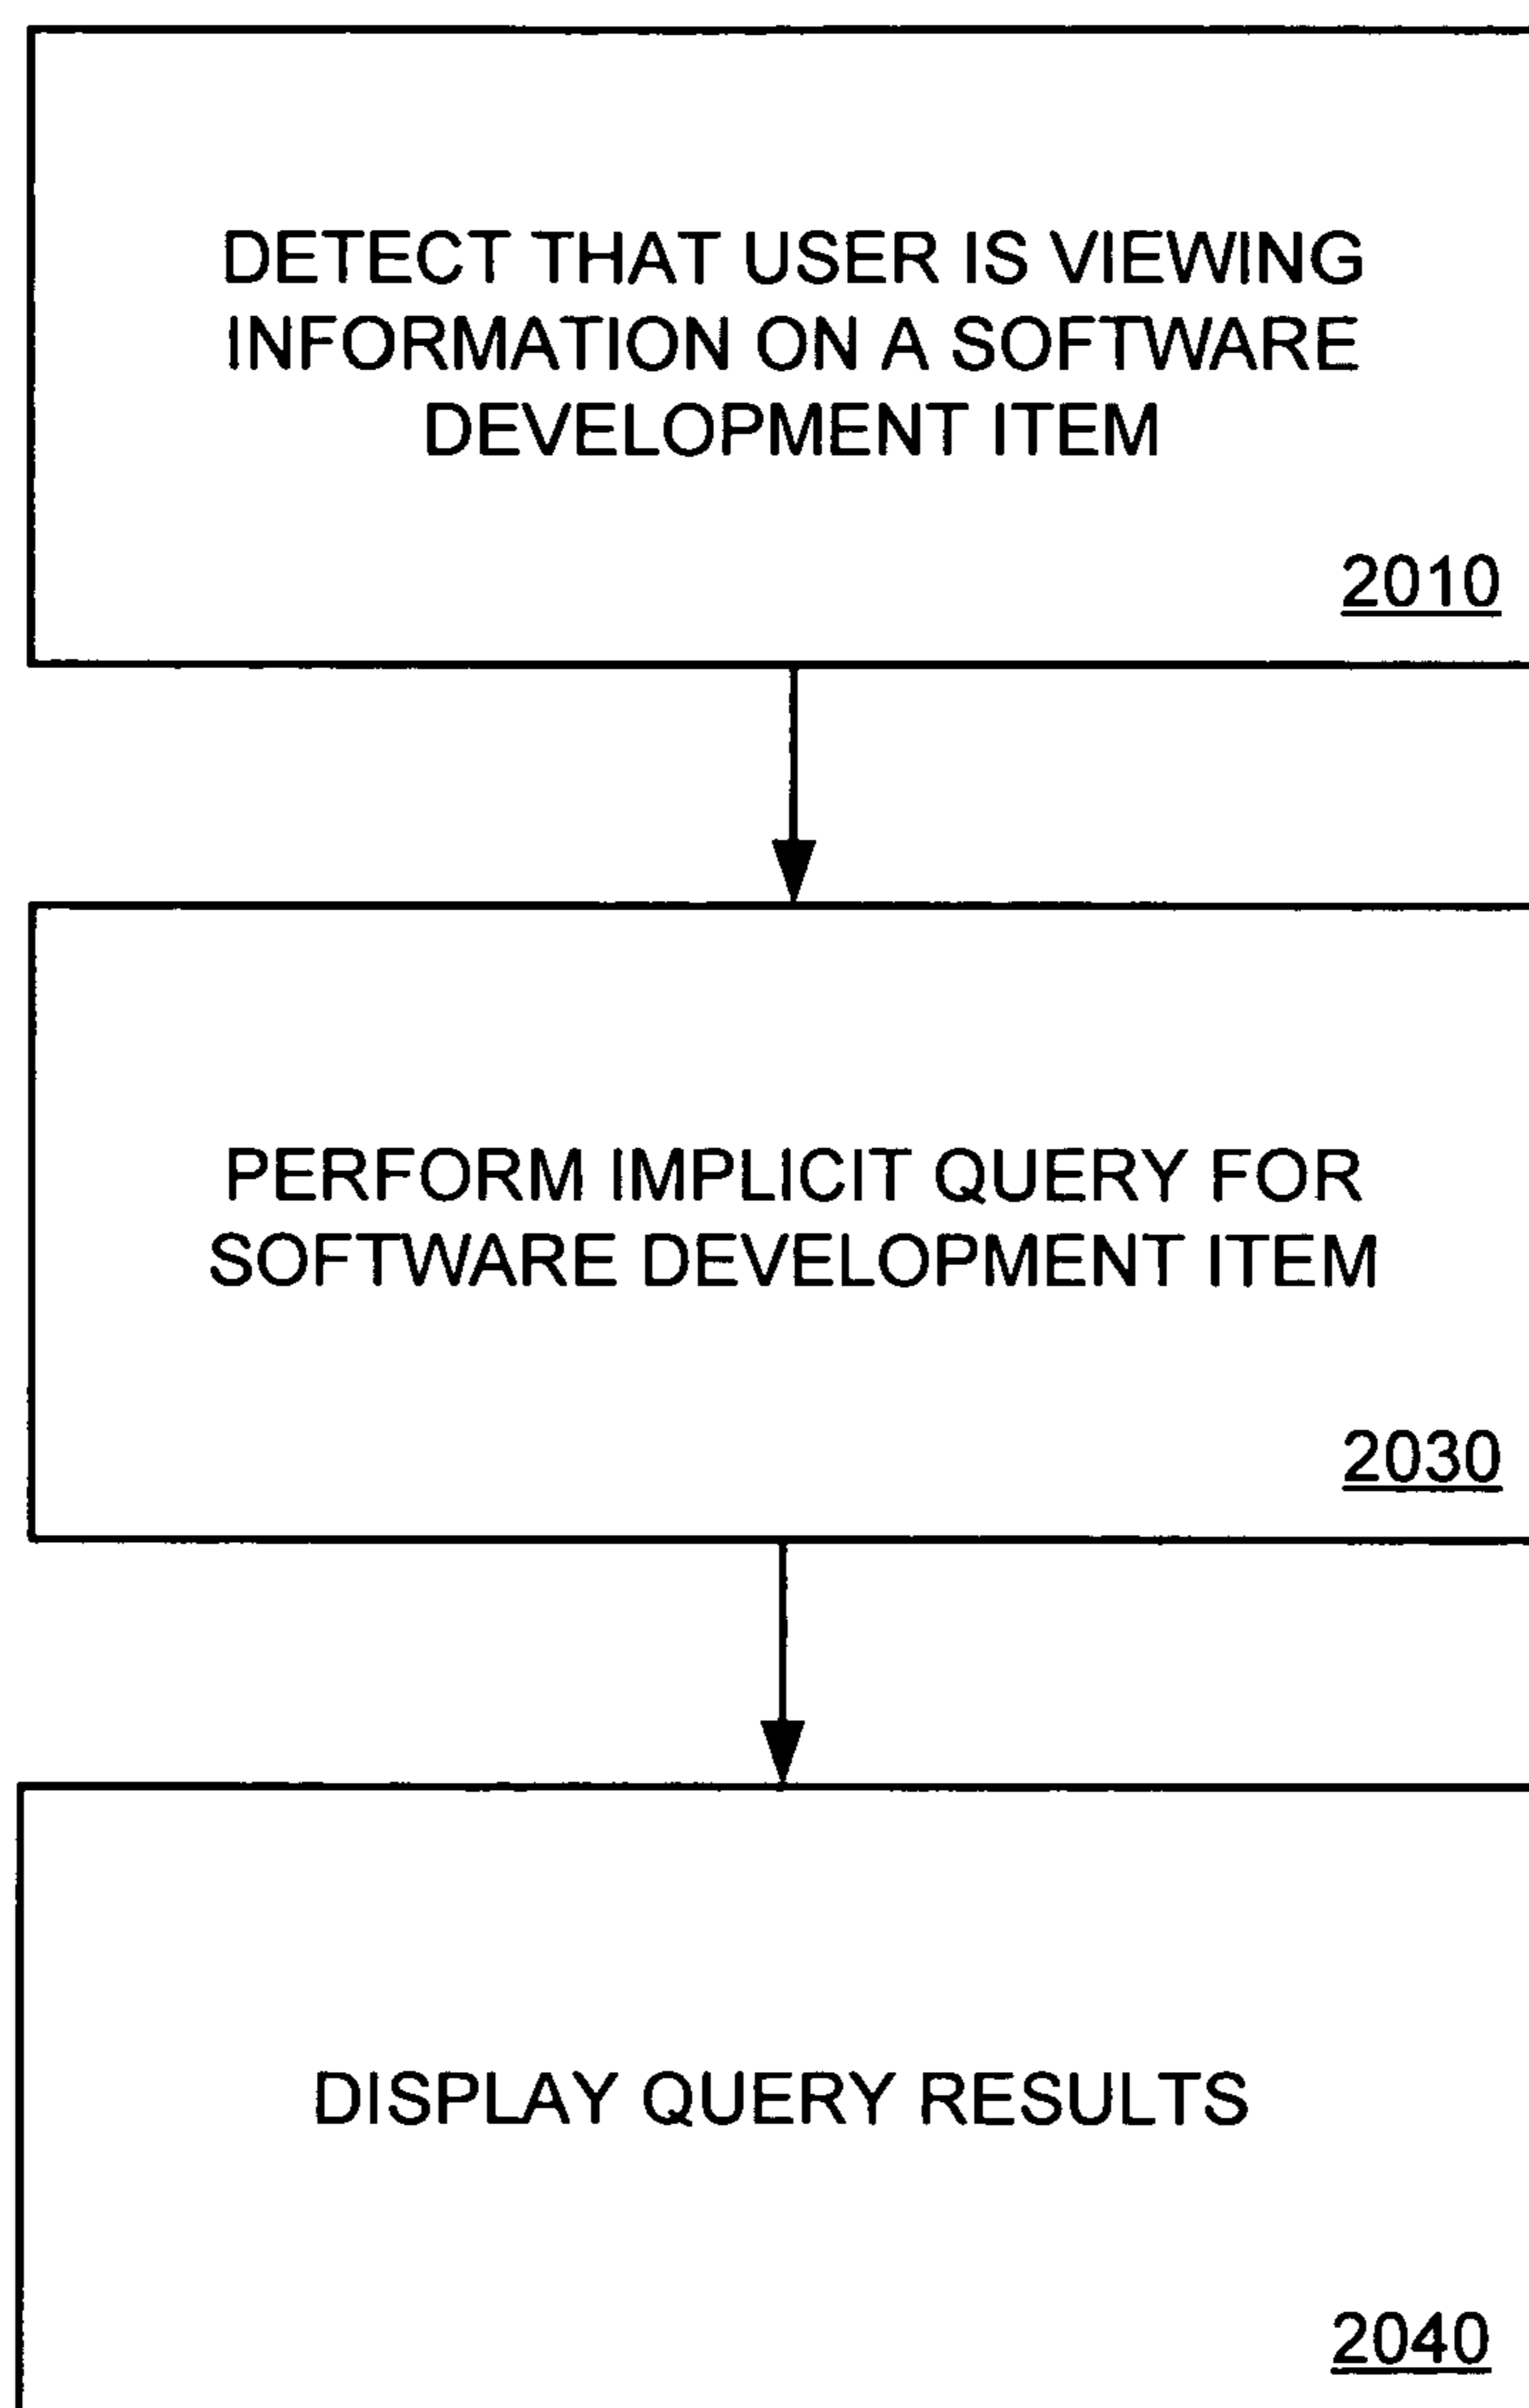 DETECT THAT USER IS VIEWING
INFORMATION ON A SOFTWARE
DEVELOPMENT ITEM
2010
PERFORM IMPLICIT QUERY FOR
SOFTWARE DEVELOPMENT ITEM
2030
DISPLAY QUERY RESULTS
2040